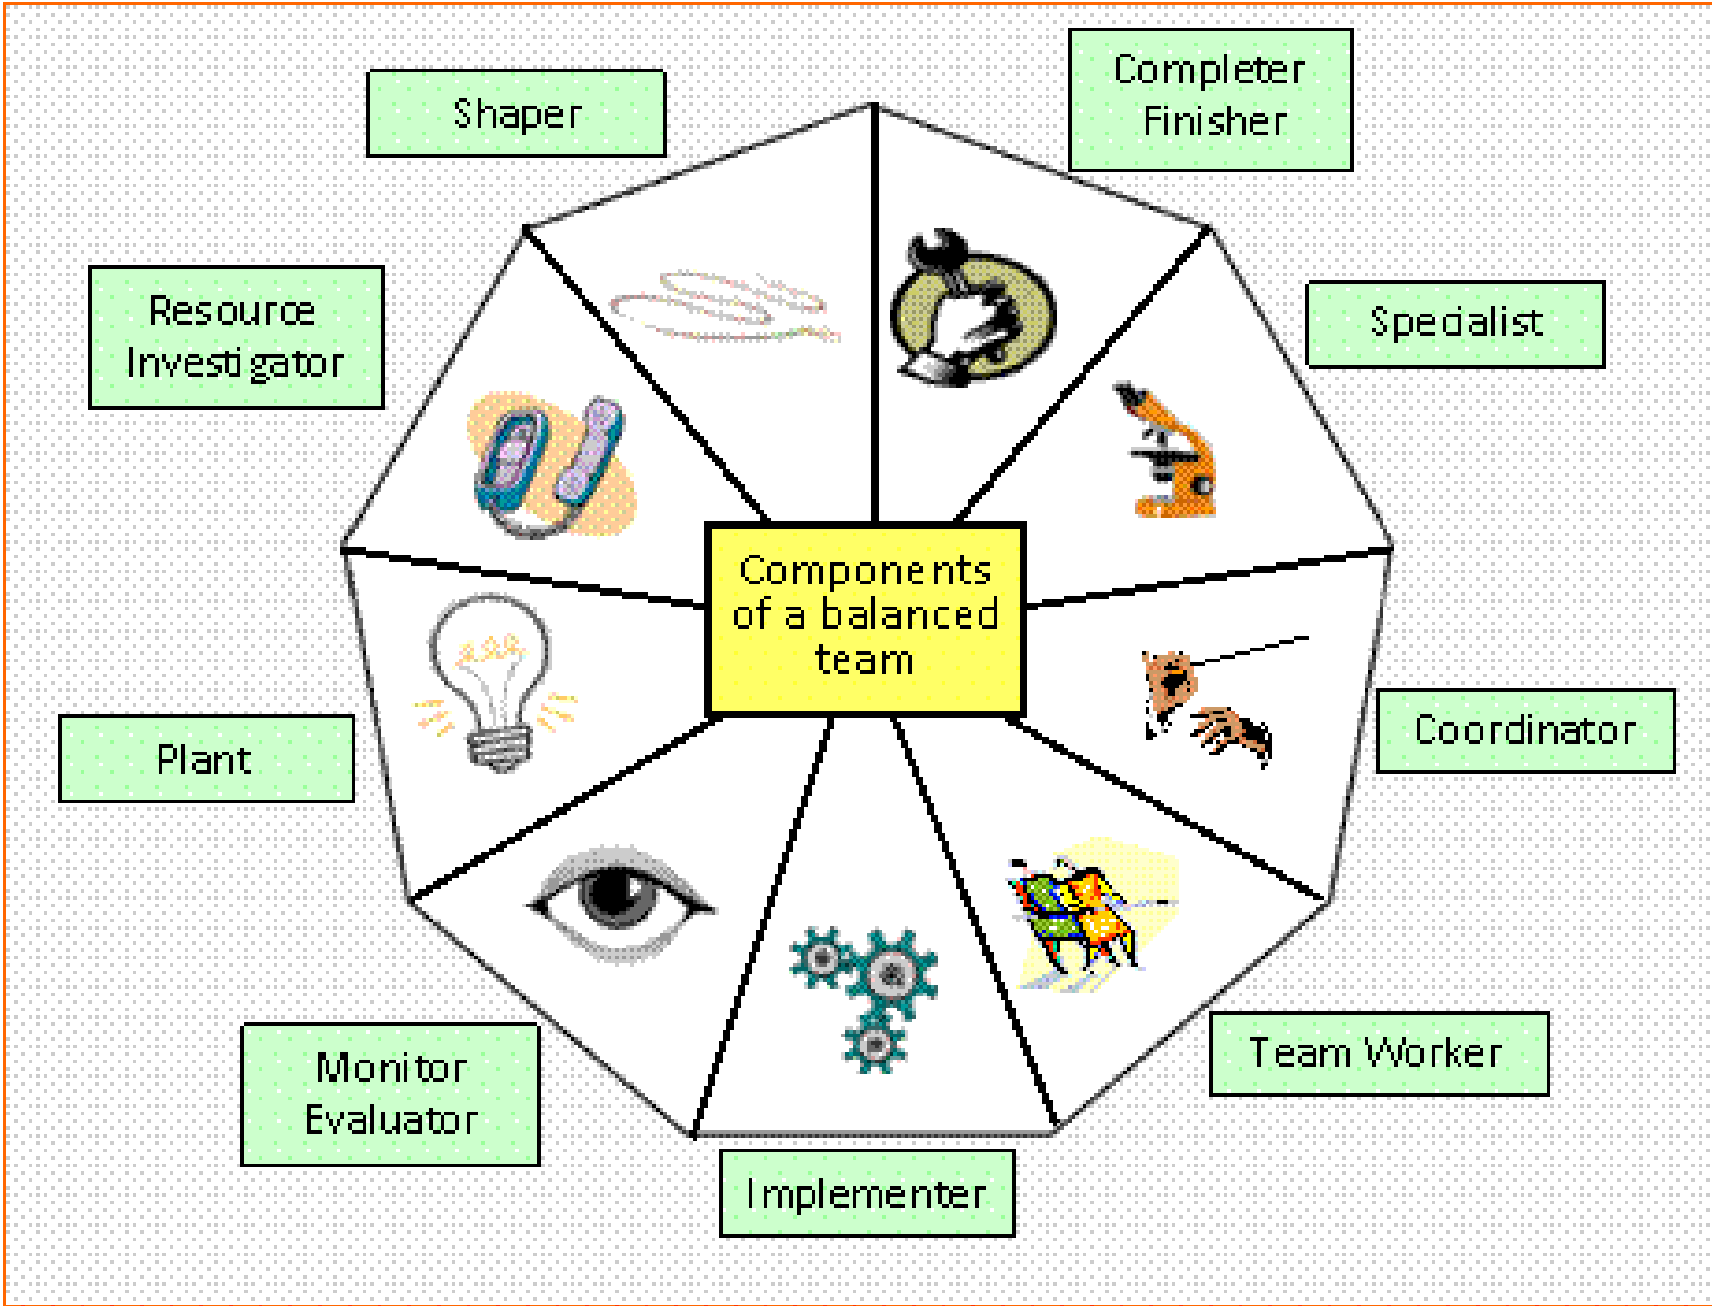 Shaper
Completer
Finisher
Resource
Investigator
Specialist
Components
of a balanced
team
Plant
Coordinator
Monitor
Evaluator
Team Worker
Implementer